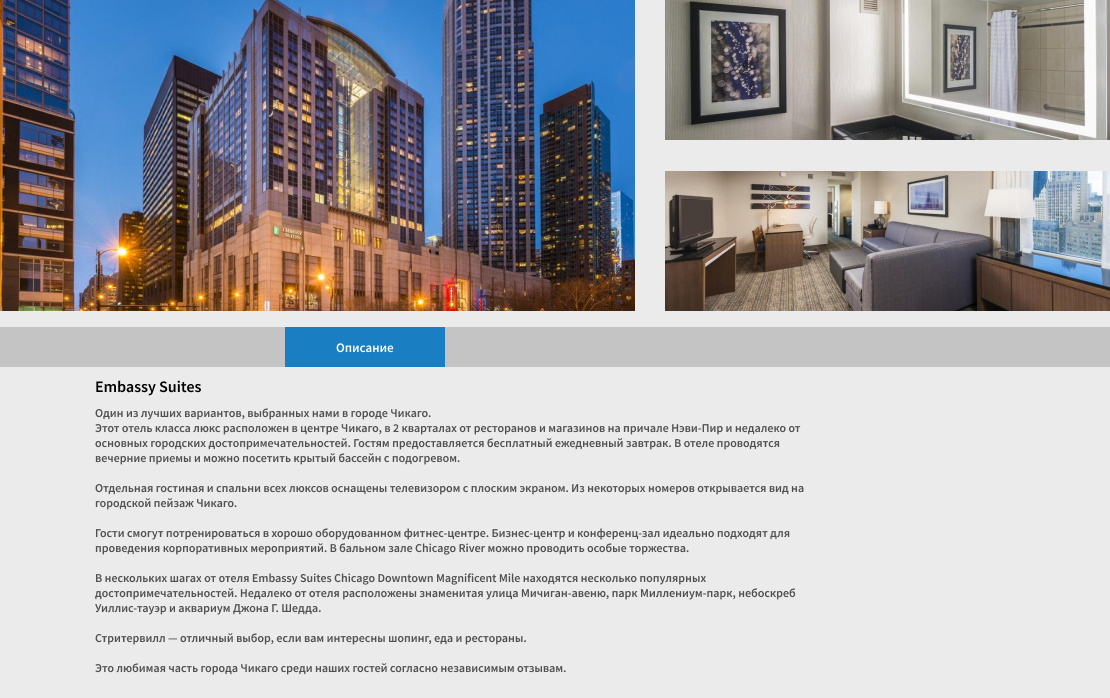 EMBASSY
SUITES
Описание
Embassy Suites
Один из лучших вариантов, выбранных нами в городе Чикаго.
Этот отель класса люкс расположен в центре Чикаго, в 2 кварталах от ресторанов и магазинов на причале Нэви-Пир и недалеко от
основных городских достопримечательностей. Гостям предоставляется бесплатный ежедневный завтрак. В отеле проводятся
вечерние приемы и можно посетить крытый бассейн с подогревом.
Отдельная гостиная и спальни всех люксов оснащены телевизором с плоским экраном. Из некоторых номеров открывается вид на
городской пейзаж Чикаго.
Гости смогут потренироваться в хорошо оборудованном фитнес-центре. Бизнес-центр и конференц-зал идеально подходят для
проведения корпоративных мероприятий. В бальном зале Chicago River можно проводить особые торжества.
В нескольких шагах от отеля Embassy Suites Chicago Downtown Magnificent Mile находятся несколько популярных
достопримечательностей. Недалеко от отеля расположены знаменитая улица Мичиган-авеню, парк Миллениум-парк, небоскреб
Уиллис-тауэр и аквариум Джона Г. Шедда.
Стритервилл — отличный выбор, если вам интересны шопинг, еда и рестораны.
Это любимая часть города Чикаго среди наших гостей согласно независимым отзывам.